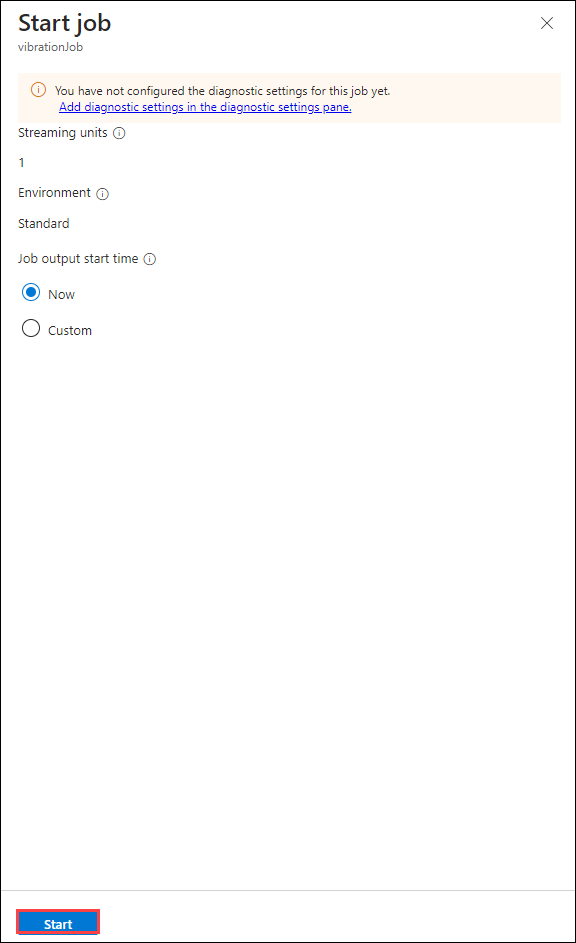 Start job
vibrationJob
You have not configured the diagnostic settings for this job yet.
Add diagnostic settings in the diagnostic settings pane.
Streaming units
1
Environment
Standard
Job output start time
Now
Custom
Start